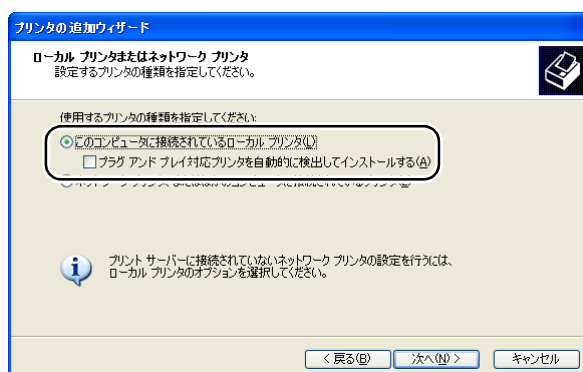 プリンタの追加ウィザード
ローカル プリンタまたはネットワーク プリンタ
設定するプリンタの種類を指定してください。
使用するプリンタの種類を指定してください:
このコンピュータに接続されているローカル プリンタ(L)
プラグ アンド プレイ対応プリンタを自動的に検出してインストールする(A)
プリント サーバーに接続されていないネットワーク プリンタの設定を行うには、
ローカル プリンタのオプションを選択してください。
< 戻る(B)
次へ(N) >
キャンセル